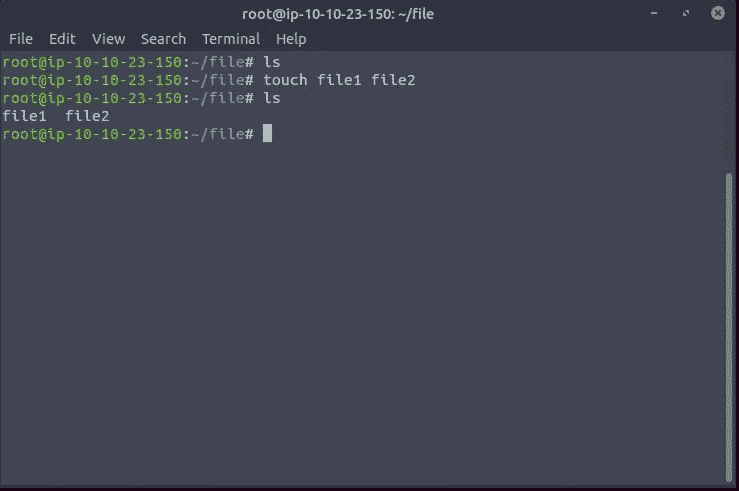 root@ip-10-10-23-150: ~/file
File Edit View Search Terminal Help
root@ip-10-10-23-150:~/file# ls
root@ip-10-10-23-150:~/file# touch file1 file2
root@ip-10-10-23-150:~/file# ls
file1  file2
root@ip-10-10-23-150:~/file#